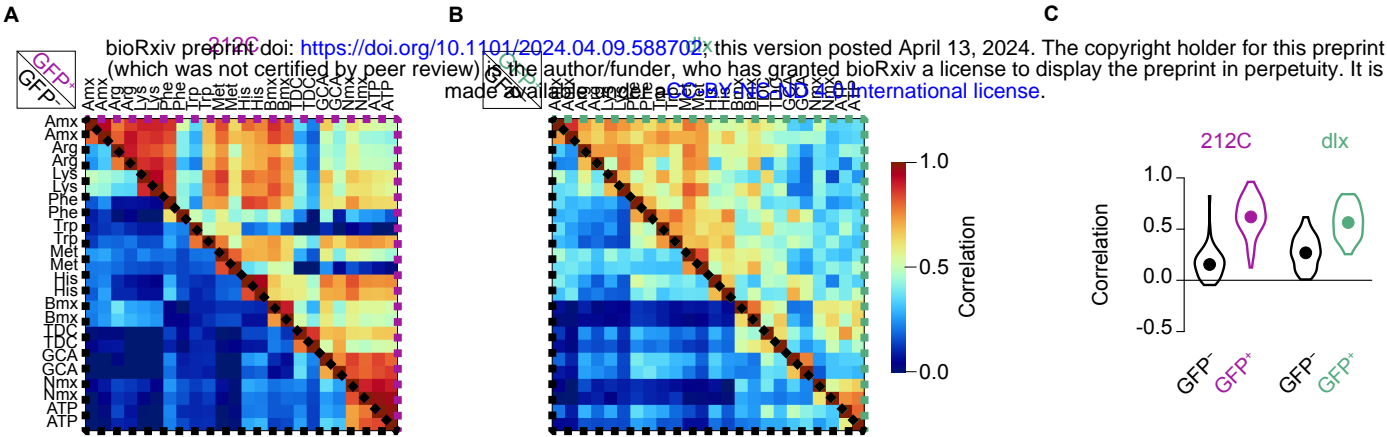 A
B
C
212C
dlx
bioRxiv preprint doi: https://doi.org/10.1101/2024.04.09.588702; this version posted April 13, 2024. The copyright holder for this preprint
(which was not certified by peer review) is the author/funder, who has granted bioRxiv a license to display the preprint in perpetuity. It is
made available under a CC-BY-NC-ND 4.0 International license.
GFP+
GFP−
GFP+
Amx Amx Arg Arg Lys Lys Phe Phe Trp Trp Met Met His His Bmx Bmx TDC TDC GCA GCA Nmx Nmx ATP ATP
Amx
Amx
Arg
Arg
Lys
Lys
Phe
Phe
Trp
Trp
Met
Met
His
His
Bmx
Bmx
TDC
TDC
GCA
GCA
Nmx
Nmx
ATP
ATP
1.0
0.5
0.0
Correlation
212C
dlx
1.0
0.5
0.0
-0.5
Correlation
GFP−
GFP+
GFP−
GFP+